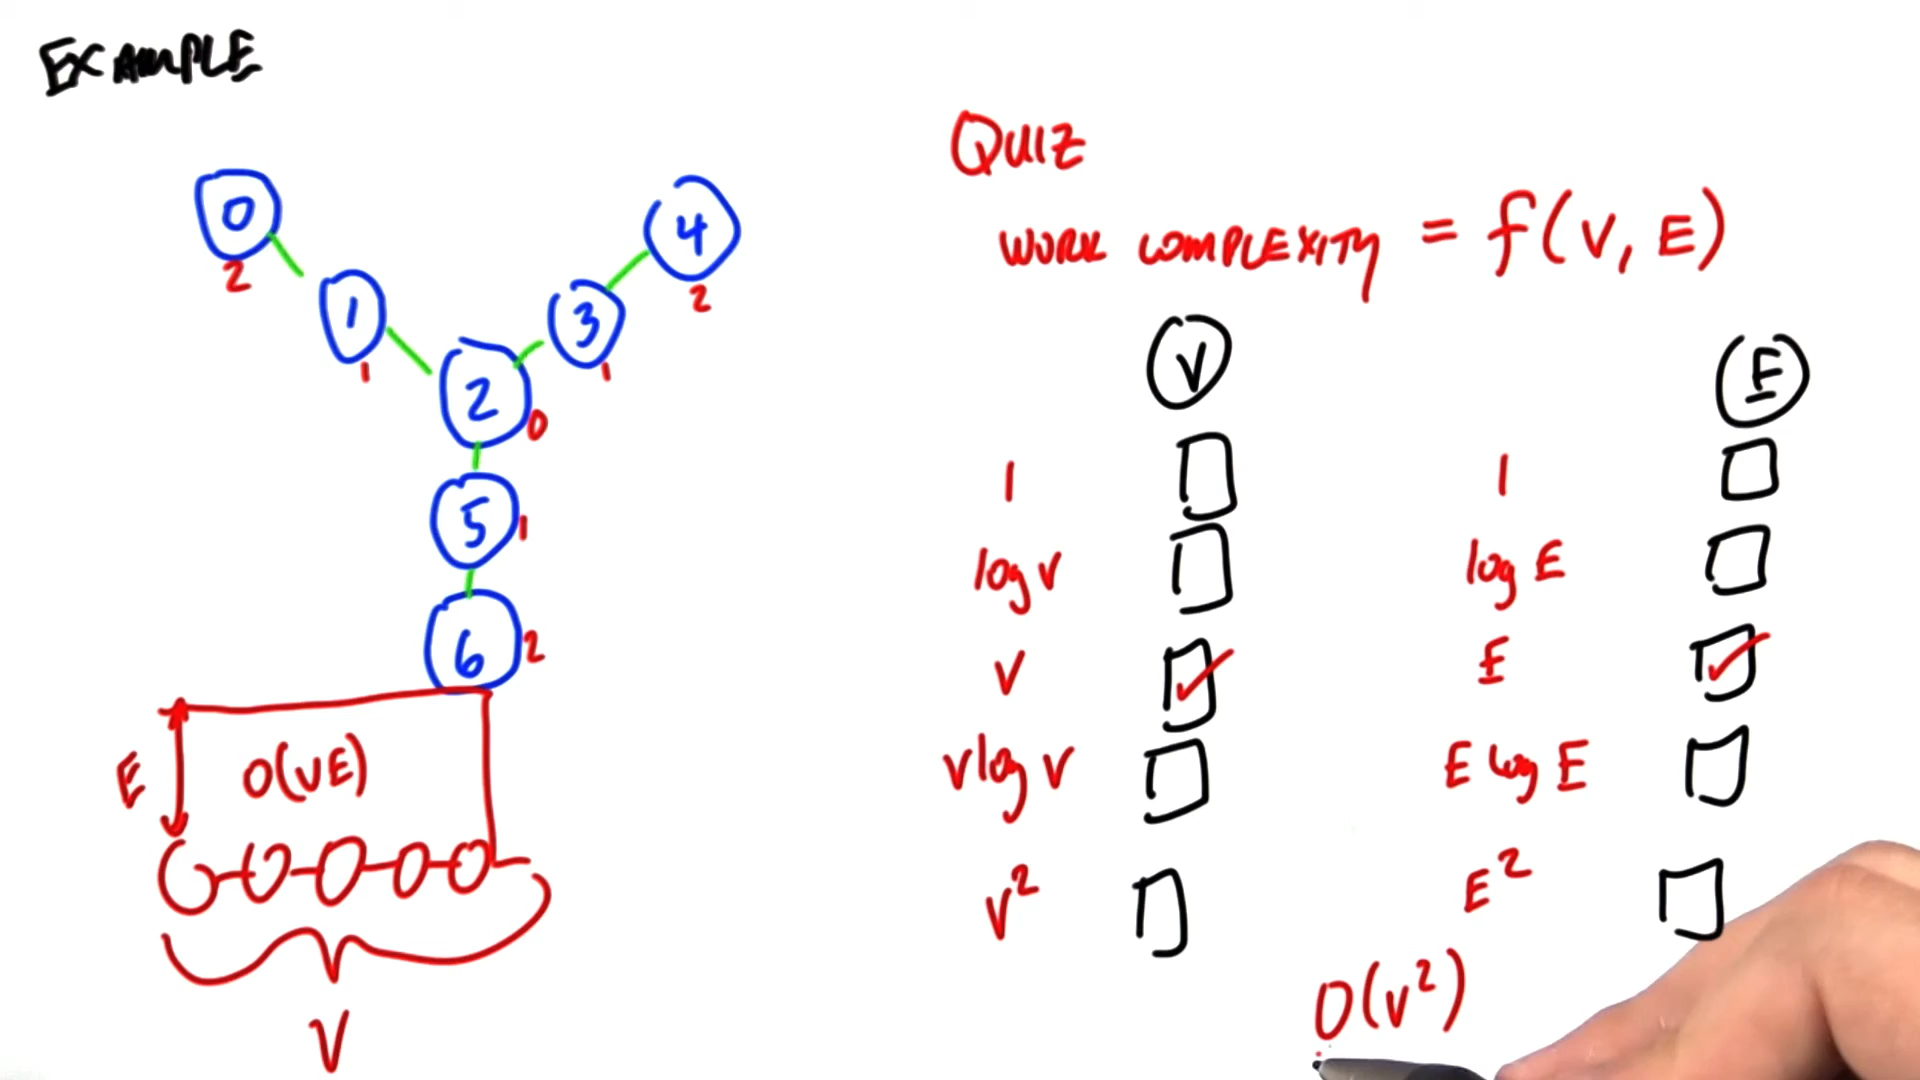 EXAMPLE
0
2
1
1
4
2
3
1
2
0
5
1
6
2
E
O(VE)
V
QUIZ
WORK COMPLEXITY = f(V, E)
V E
1 1
log V log E
V E
V log V E log E
V² E²
O(V²)